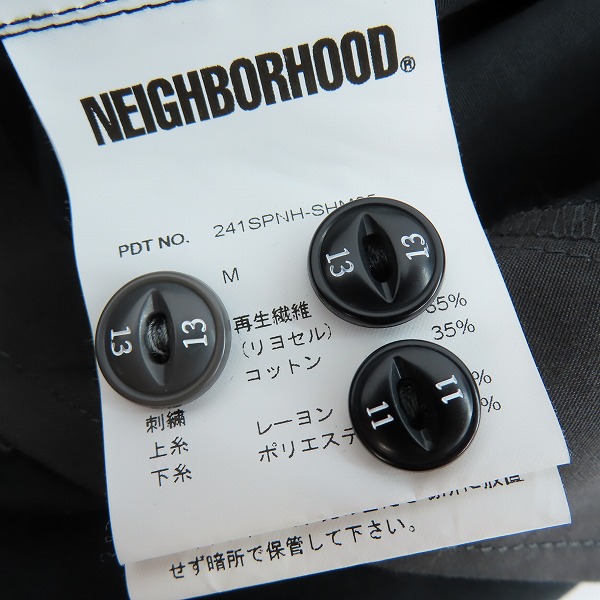 NEIGHBORHOOD®
PDT NO. 241SPNH-SHM
M
再生繊維
(リヨセル) 65%
コットン 35%
刺繍
上糸 レーヨン %
下糸 ポリエステ %
せず暗所で保管して下さい。
13 13
13 13
11 11